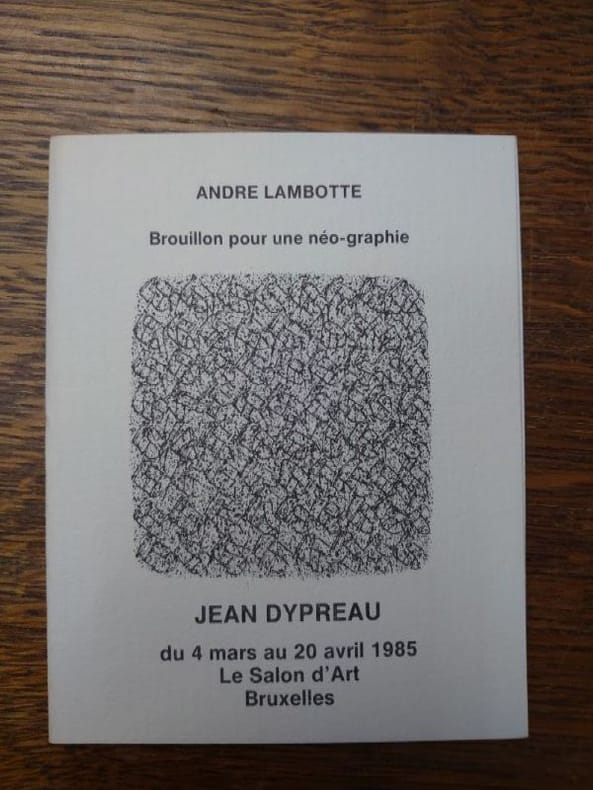 ANDRE LAMBOTTE
Brouillon pour une néo-graphie
JEAN DYPREAU
du 4 mars au 20 avril 1985
Le Salon d'Art
Bruxelles